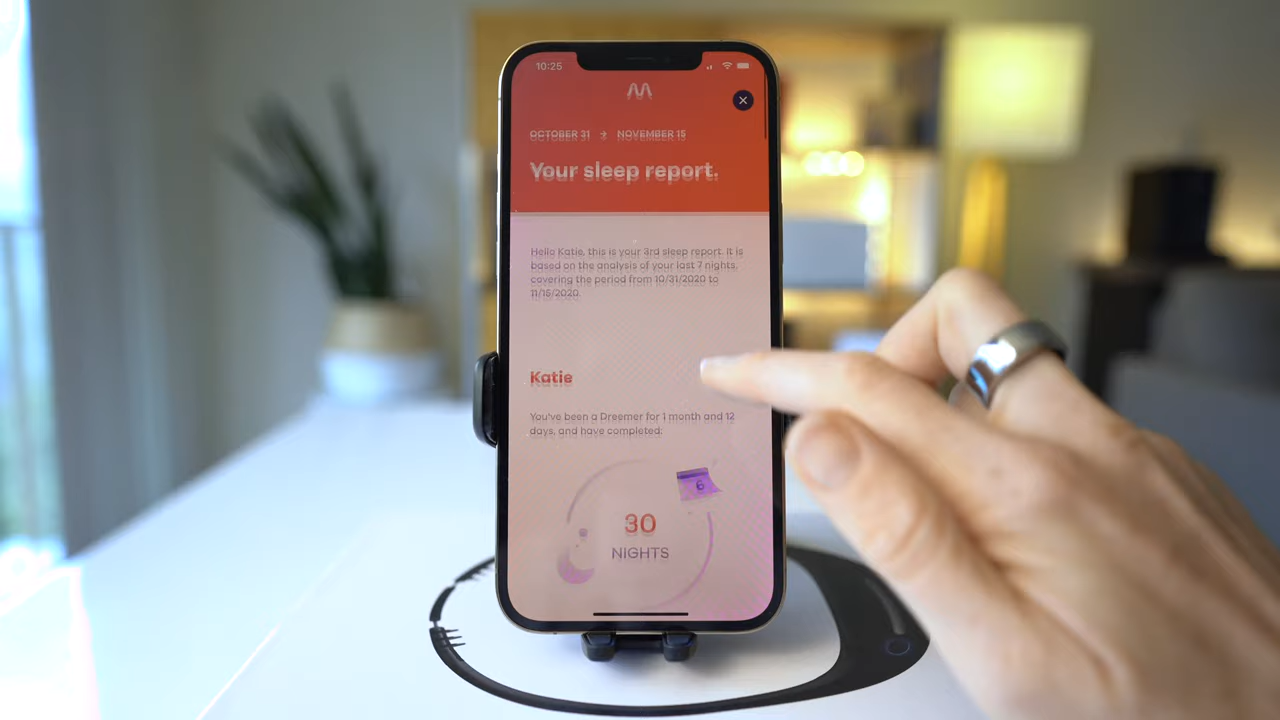 10:25
OCTOBER 31 → NOVEMBER 15
Your sleep report.
Hello Katie, this is your 3rd sleep report. It is
based on the analysis of your last 7 nights,
covering the period from 10/31/2020 to
11/15/2020.
Katie
You've been a Dreemer for 1 month and 12
days, and have completed:
6
30
NIGHTS